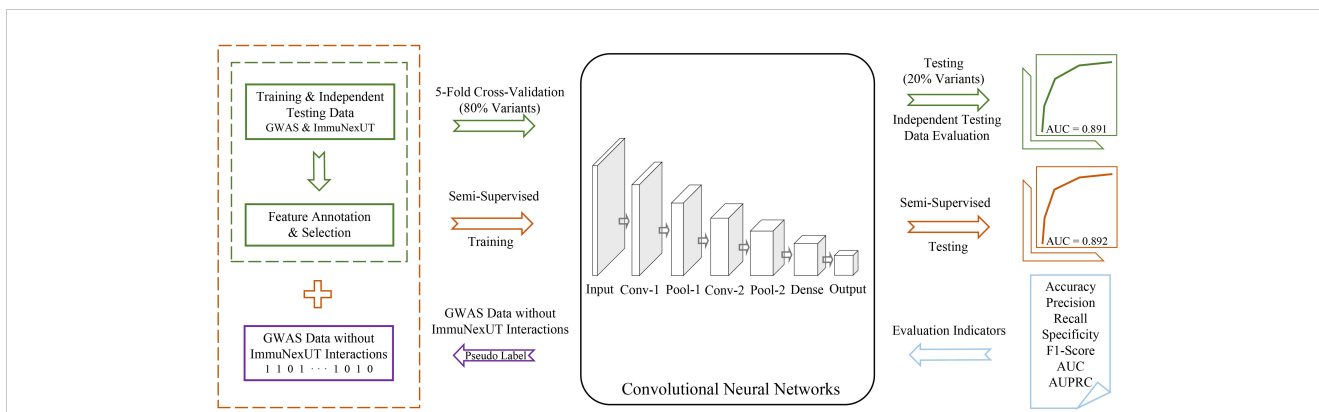 Training & Independent
Testing Data
GWAS & ImmuNexUT
Feature Annotation
& Selection
GWAS Data without
ImmuNexUT Interactions
1 1 0 1 ··· 1 0 1 0
5-Fold Cross-Validation
(80% Variants)
Semi-Supervised
Training
GWAS Data without
ImmuNexUT Interactions
Pseudo Label
Input Conv-1 Pool-1 Conv-2 Pool-2 Dense Output
Convolutional Neural Networks
Testing
(20% Variants)
Independent Testing
Data Evaluation
AUC = 0.891
Semi-Supervised
Testing
AUC = 0.892
Evaluation Indicators
Accuracy
Precision
Recall
Specificity
F1-Score
AUC
AUPRC